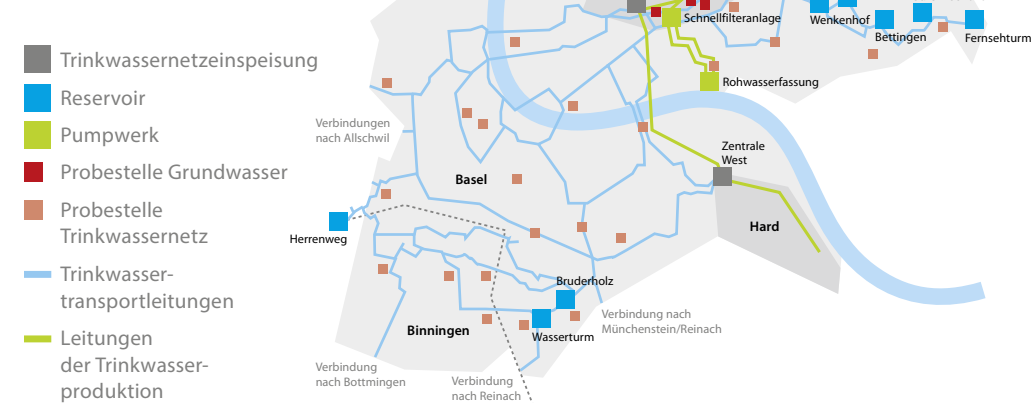 Trinkwassernetzeinspeisung
Reservoir
Pumpwerk
Probestelle Grundwasser
Probestelle
Trinkwassernetz
Trinkwasser-
transportleitungen
Leitungen
der Trinkwasser-
produktion
Schnellfilteranlage
Wenkenhof
Bettingen
Fernsehturm
Rohwasserfassung
Verbindungen
nach Allschwil
Zentrale
West
Basel
Hard
Herrenweg
Bruderholz
Binningen
Wasserturm
Verbindung nach
Münchenstein/Reinach
Verbindung
nach Bottmingen
Verbindung
nach Reinach